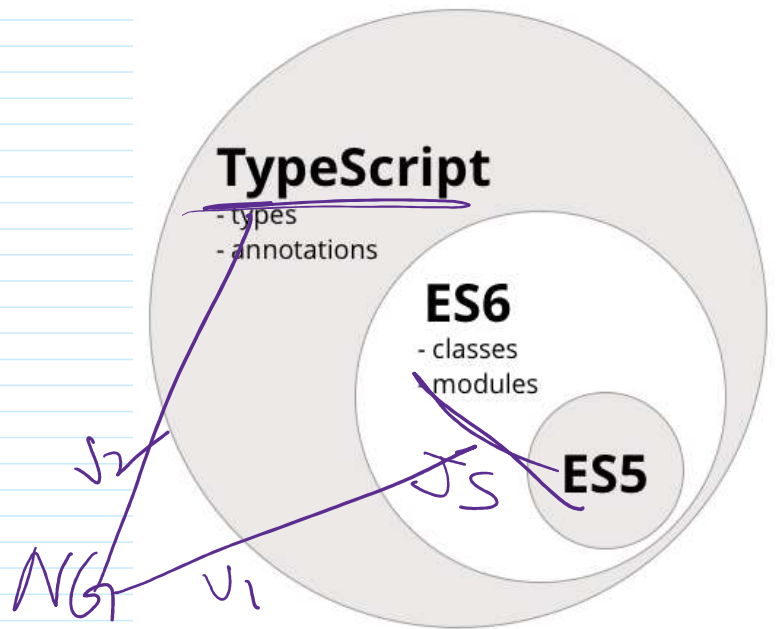 TypeScript
- types
- annotations
ES6
- classes
- modules
ES5
JS
V2
V1
NG